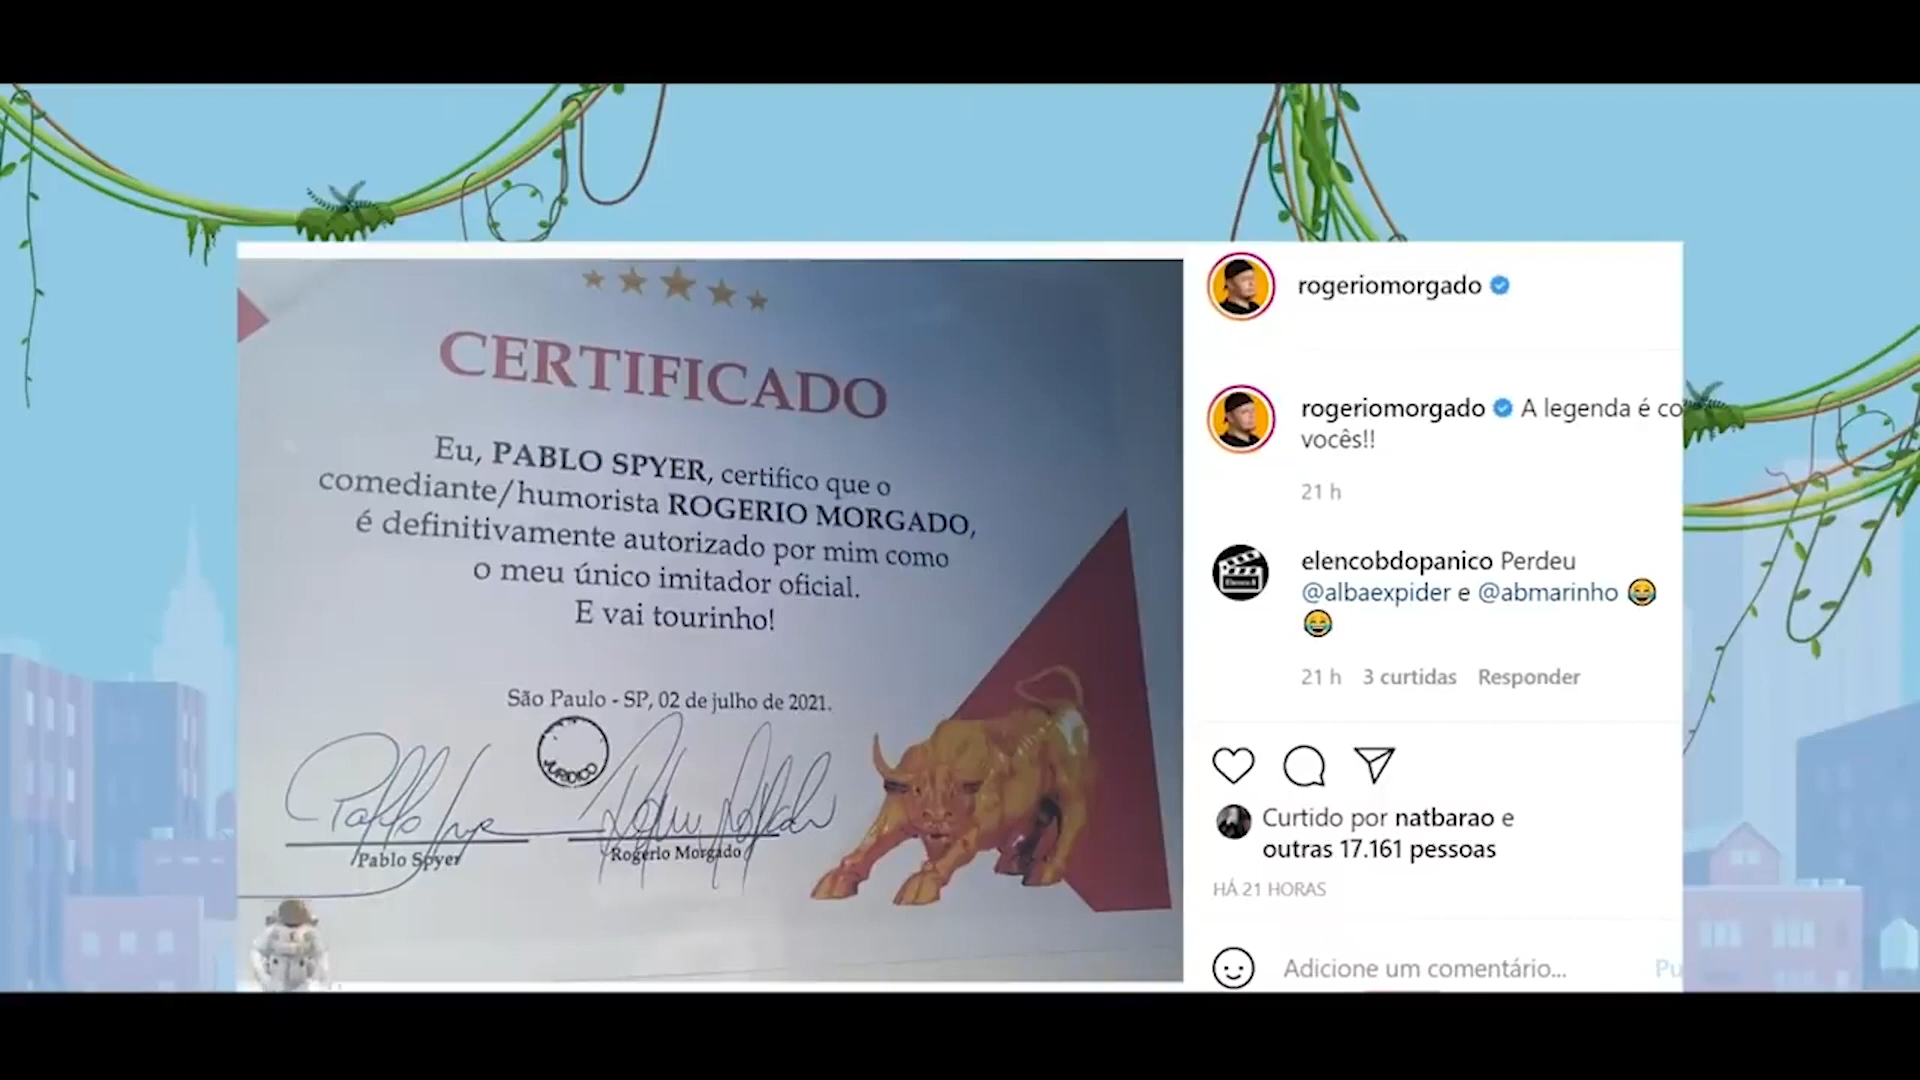 CERTIFICADO
Eu, PABLO SPYER, certifico que o
comediante/humorista ROGERIO MORGADO,
é definitivamente autorizado por mim como
o meu único imitador oficial.
E vai tourinho!
São Paulo - SP, 02 de julho de 2021.
JURIDICO
Pablo Spyer
Rogerio Morgado
rogeriomorgado
rogeriomorgado A legenda é co
vocês!!
21 h
elencobdopanico Perdeu
@albaexpider e @abmarinho 😂
😂
21 h 3 curtidas Responder
Curtido por natbarao e
outras 17.161 pessoas
HÁ 21 HORAS
Adicione um comentário... Pu